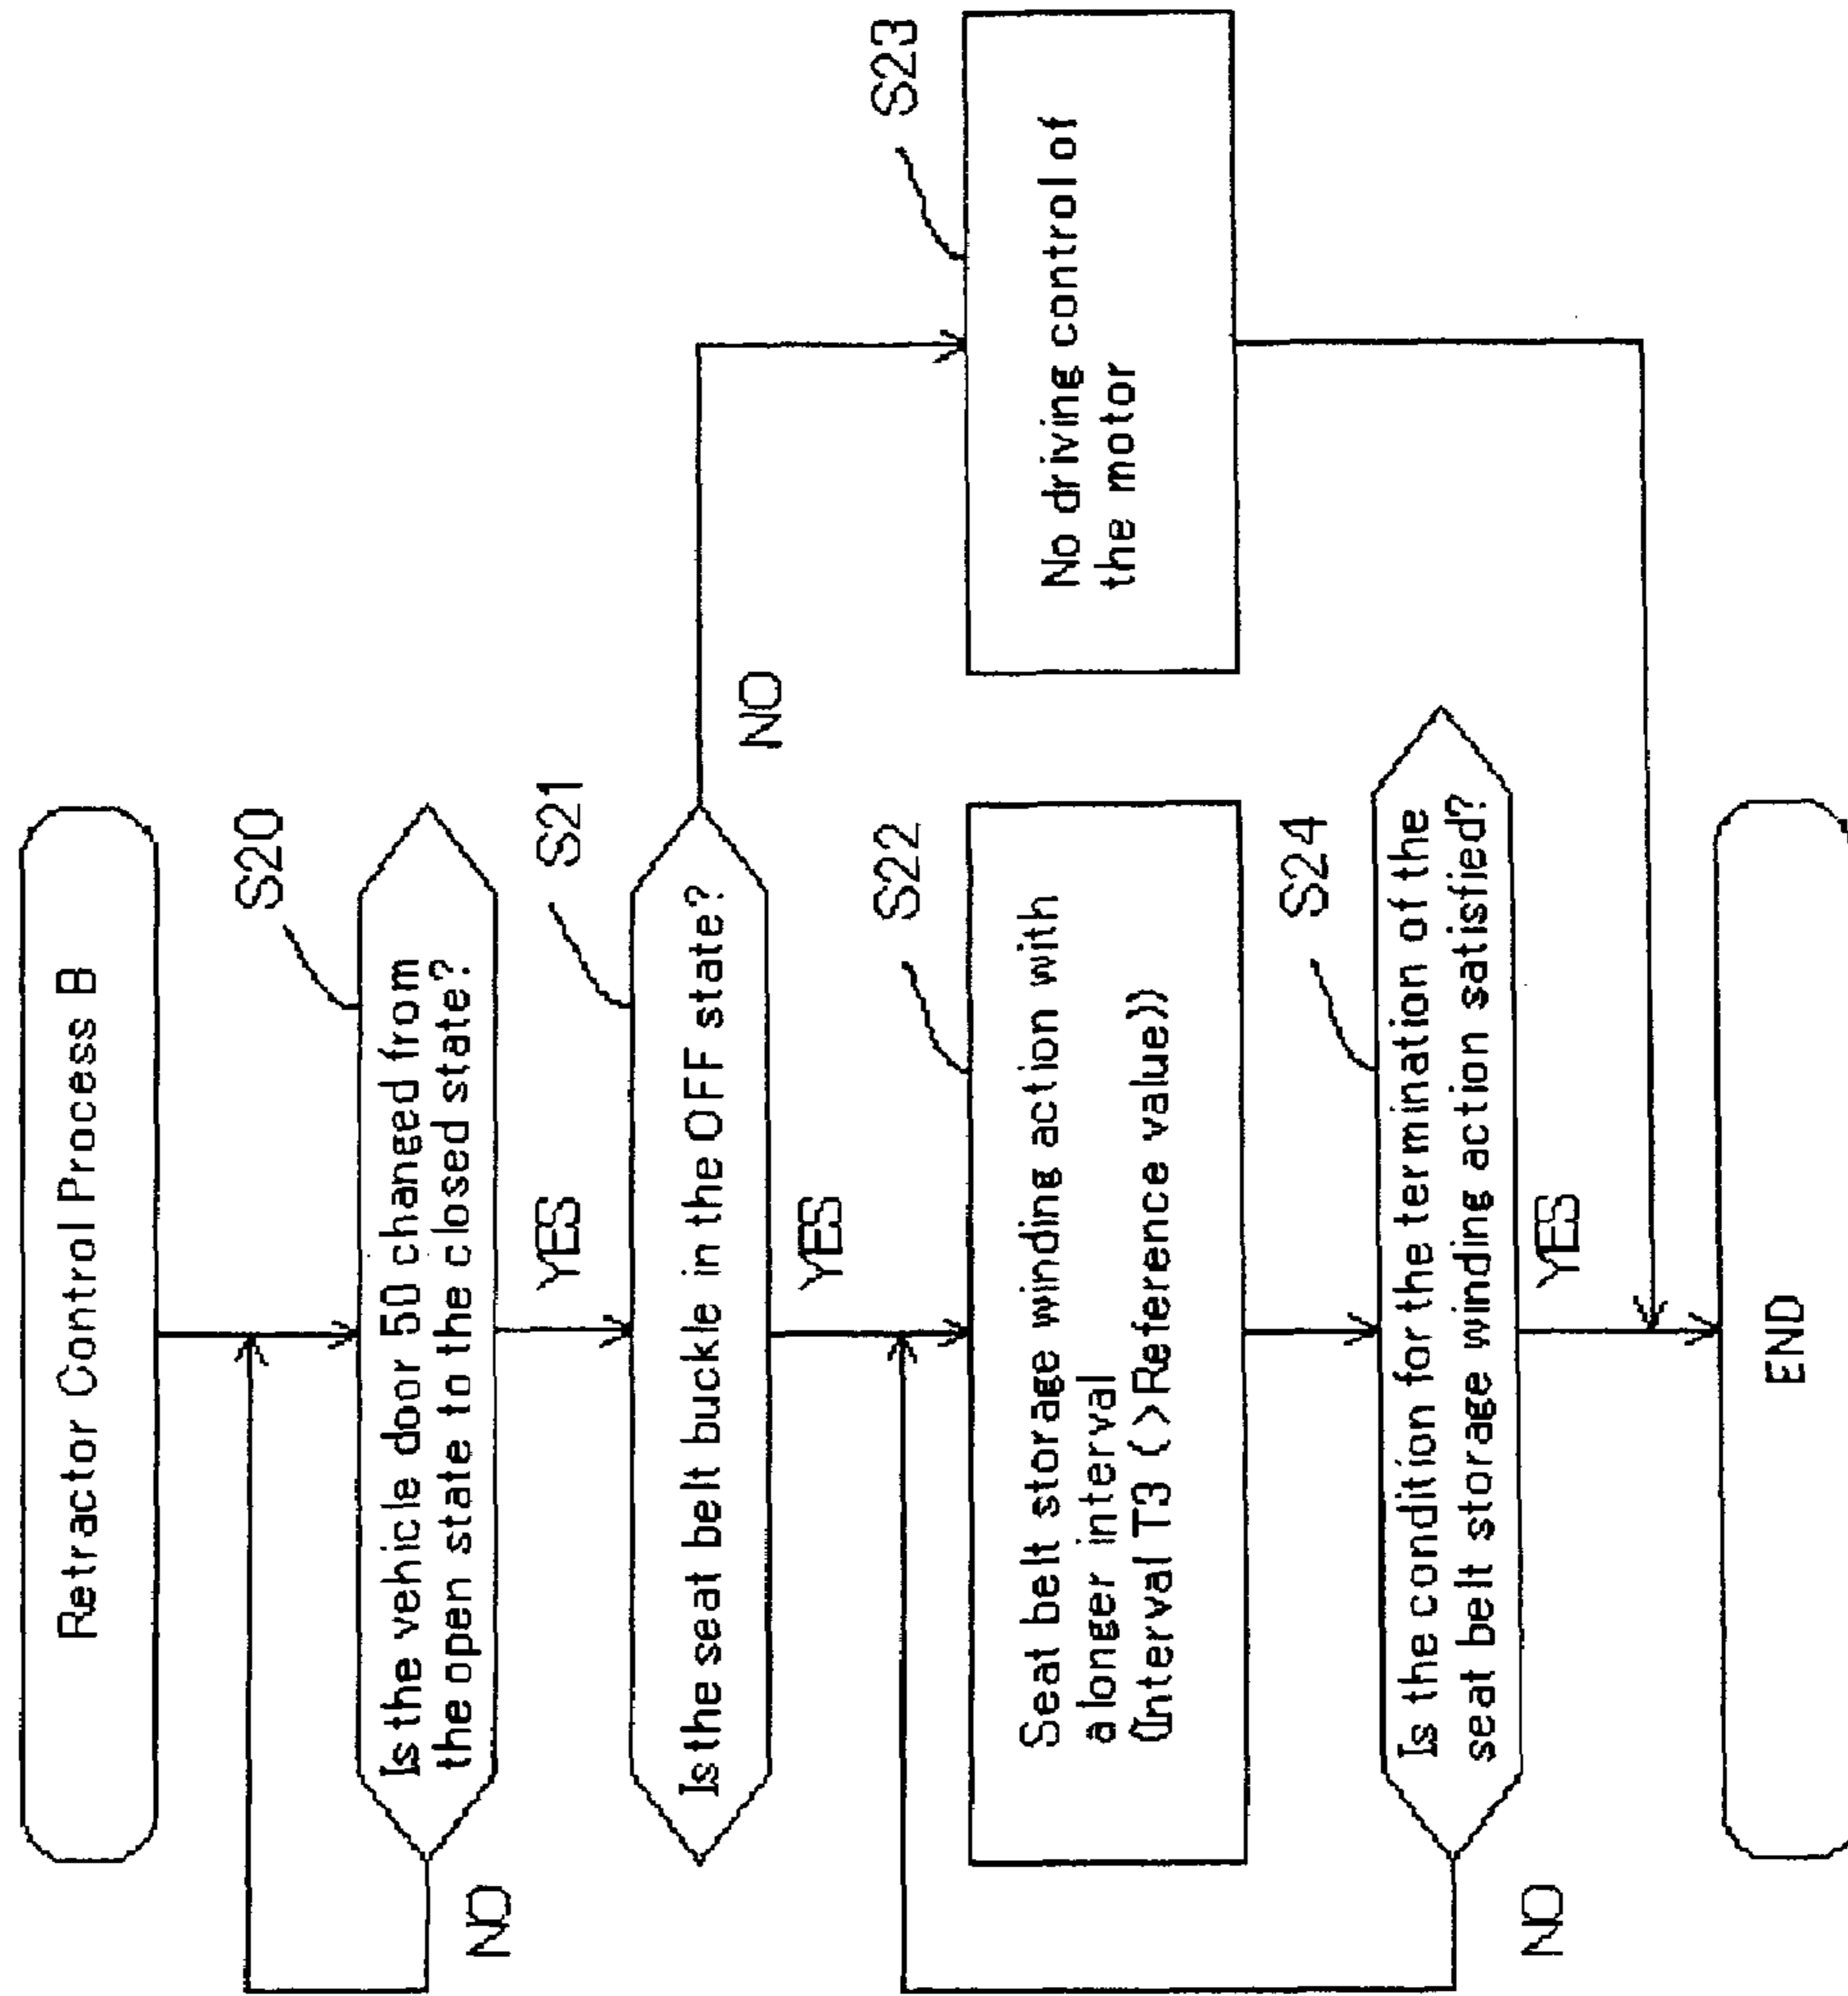 Retractor Control Process B
S20
Is the vehicle door 50 changed from
the open state to the closed state?
NO
YES
S21
Is the seat belt buckle in the OFF state?
NO
YES
S22
Seat belt storage winding action with
a longer interval
(Interval T3 (>Reference value))
S23
No driving control of
the motor
S24
Is the condition for the termination of the
seat belt storage winding action satisfied?
NO
YES
END